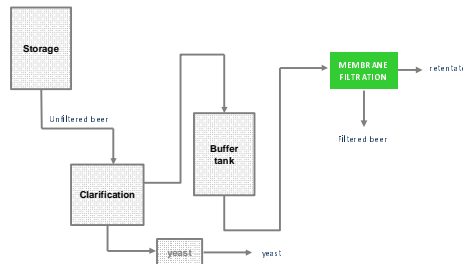 Storage
MEMBRANE
FILTRATION
retentate
Unfiltered beer
Buffer
tank
Filtered beer
Clarification
yeast
yeast